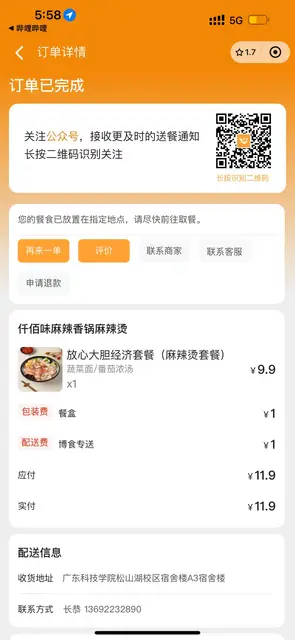 5:58
5G
哔哩哔哩
订单详情
1.7
订单已完成
关注公众号，接收更及时的送餐通知
长按二维码识别关注
长按识别二维码
您的餐食已放置在指定地点，请尽快前往取餐。
再来一单
评价
联系商家
联系客服
申请退款
仟佰味麻辣香锅麻辣烫
放心大胆经济套餐（麻辣烫套餐）
¥9.9
蔬菜面/番茄浓汤
x1
包装费 餐盒 ¥1
配送费 博食专送 ¥1
应付 ¥11.9
实付 ¥11.9
配送信息
收货地址 广东科技学院松山湖校区宿舍楼A3宿舍楼
联系方式 长恭 13692232890